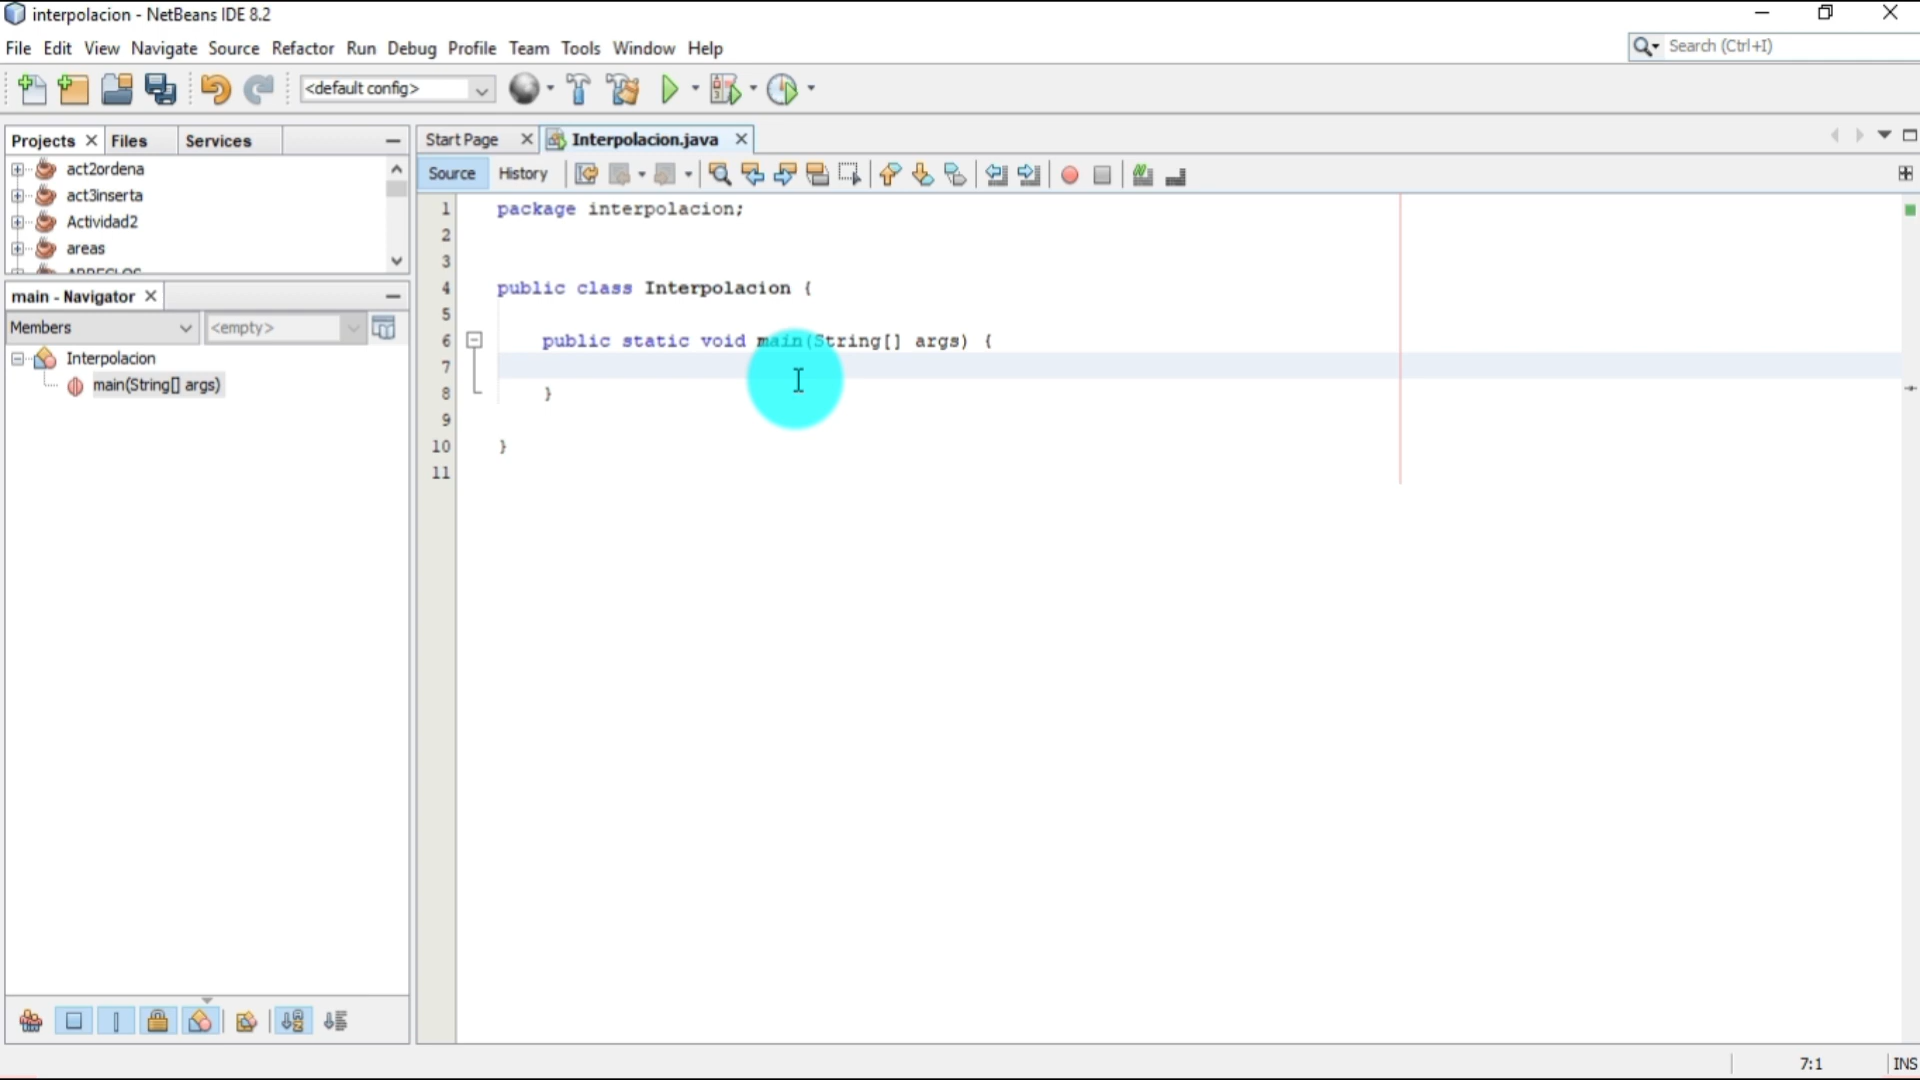 interpolacion - NetBeans IDE 8.2
File Edit View Navigate Source Refactor Run Debug Profile Team Tools Window Help
Search (Ctrl+I)
<default config>
Projects Files Services
act2ordena
act3inserta
Actividad2
areas
ARREGLOS
main - Navigator
Members <empty>
Interpolacion
main(String[] args)
Start Page Interpolacion.java
Source History
1 package interpolacion;
2
3
4 public class Interpolacion {
5
6 public static void main(String[] args) {
7
8 }
9
10 }
11
7:1 INS